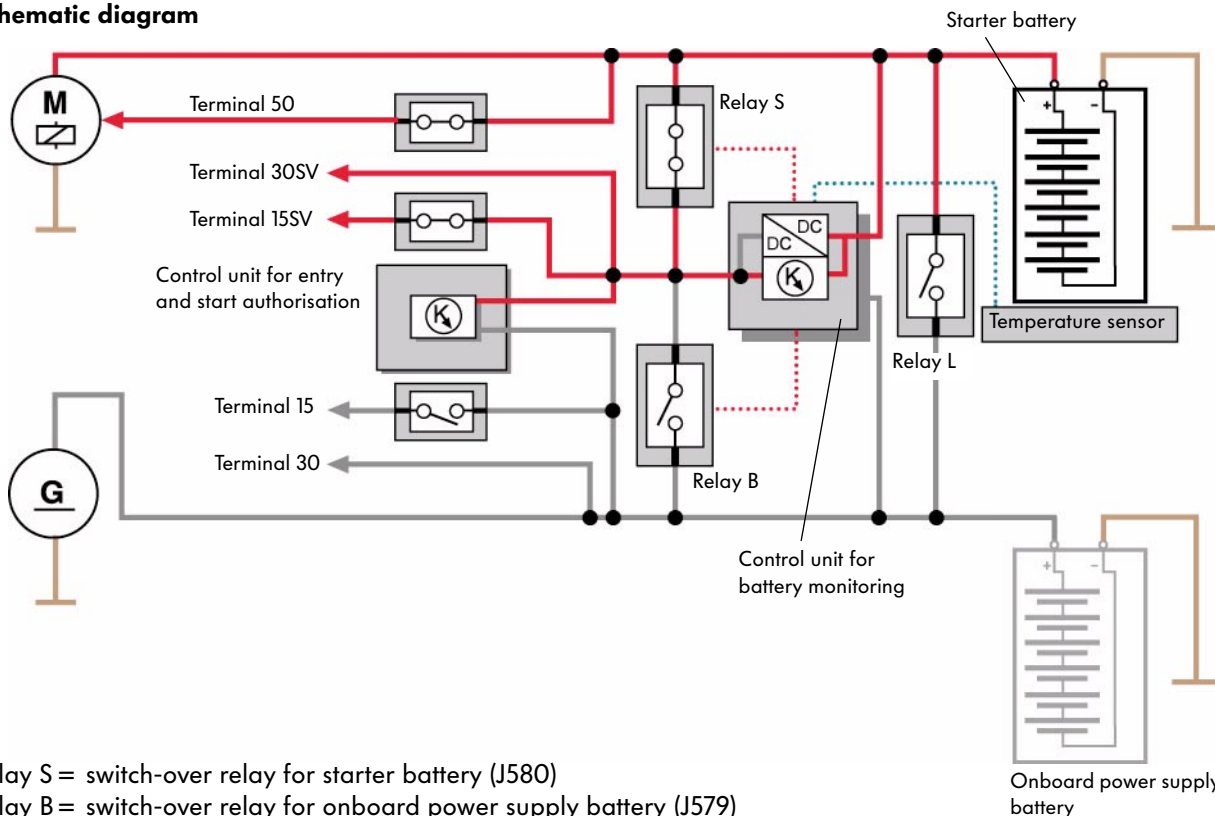 hematic diagram
Starter battery
M
Terminal 50
Relay S
+
-
Terminal 30SV
Terminal 15SV
DC
DC
Control unit for entry
and start authorisation
K
K
Temperature sensor
Relay L
Terminal 15
Terminal 30
G
Relay B
Control unit for
battery monitoring
+
-
lay S = switch-over relay for starter battery (J580)
lay B = switch-over relay for onboard power supply battery (J579)
Onboard power supply
battery